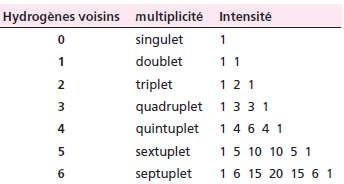 Hydrogènes voisins multiplicité Intensité
0 singulet 1
1 doublet 1 1
2 triplet 1 2 1
3 quadruplet 1 3 3 1
4 quintuplet 1 4 6 4 1
5 sextuplet 1 5 10 10 5 1
6 septuplet 1 6 15 20 15 6 1